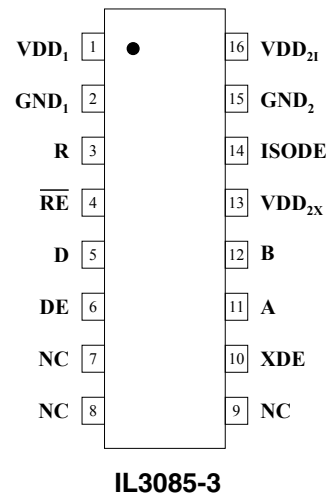 VDD₁ 1 16 VDD₂I
GND₁ 2 15 GND₂
R 3 14 ISODE
R̅E̅ 4 13 VDD₂X
D 5 12 B
DE 6 11 A
NC 7 10 XDE
NC 8 9 NC
IL3085-3